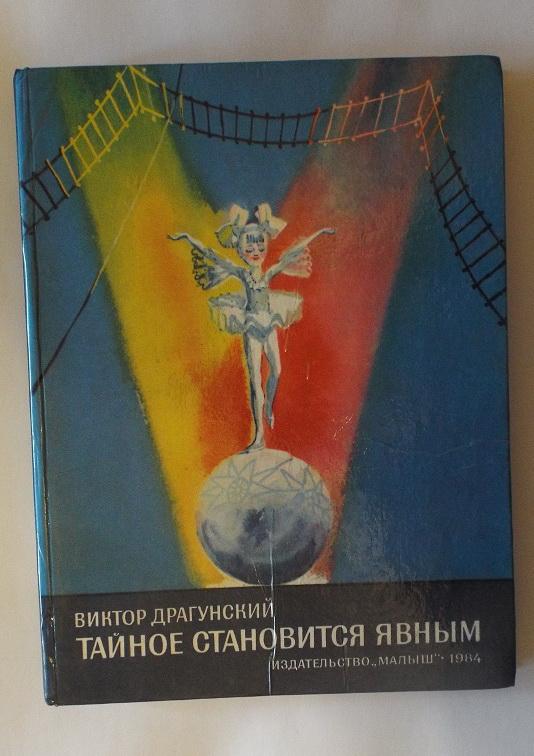 ВИКТОР ДРАГУНСКИЙ
ТАЙНОЕ СТАНОВИТСЯ ЯВНЫМ
ИЗДАТЕЛЬСТВО „МАЛЫШ“ · 1984